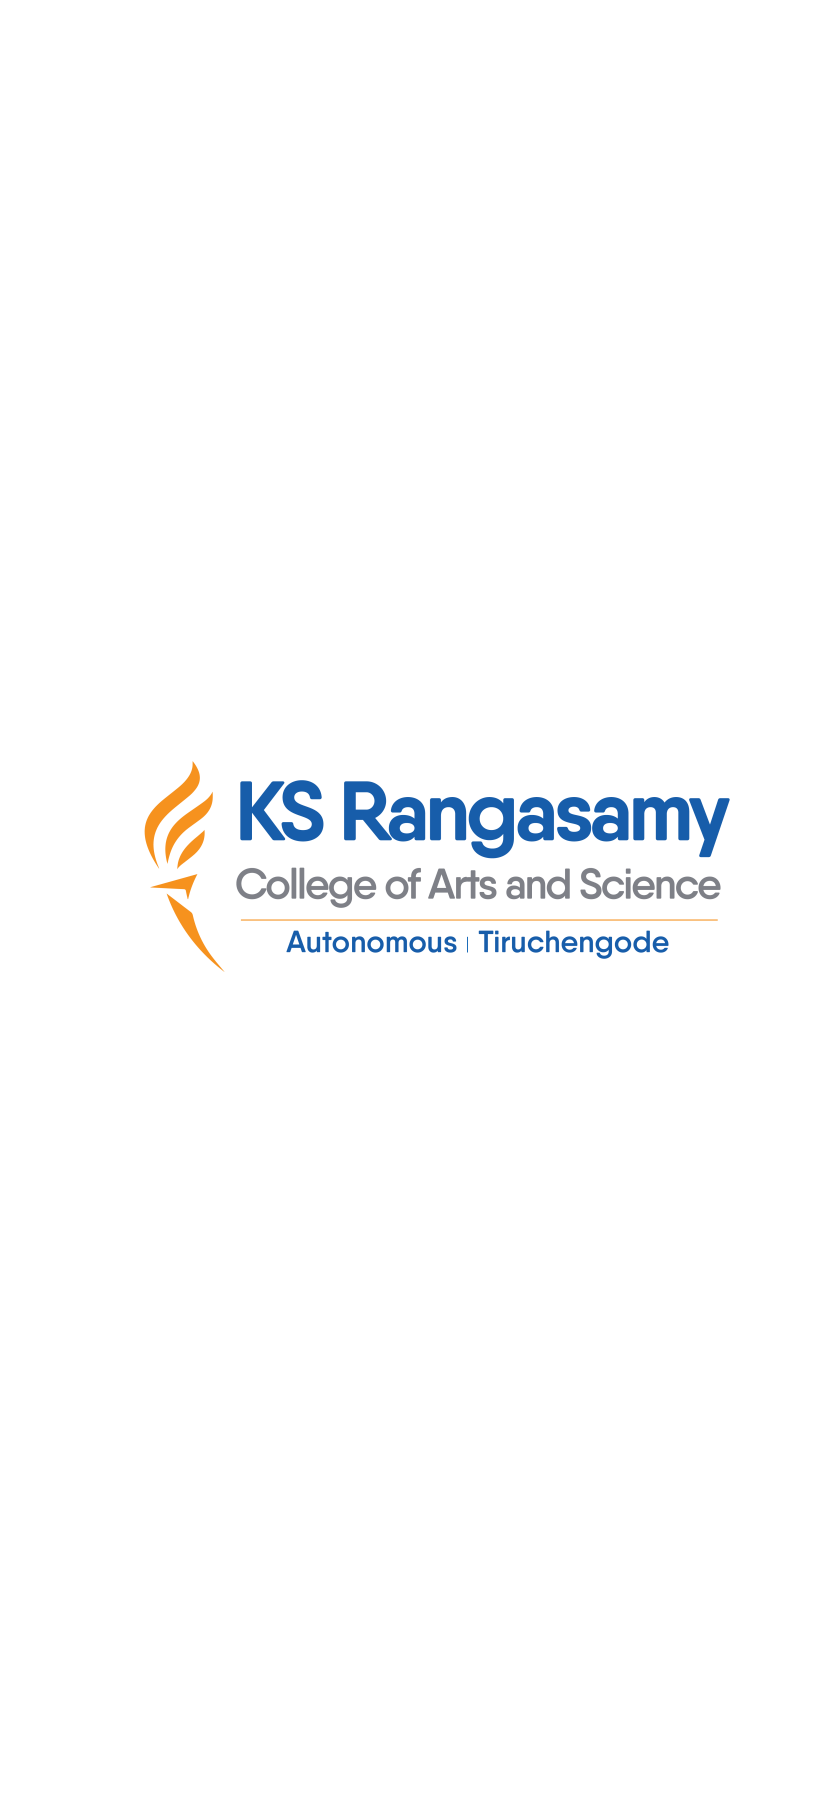 KS Rangasamy
College of Arts and Science
Autonomous | Tiruchengode